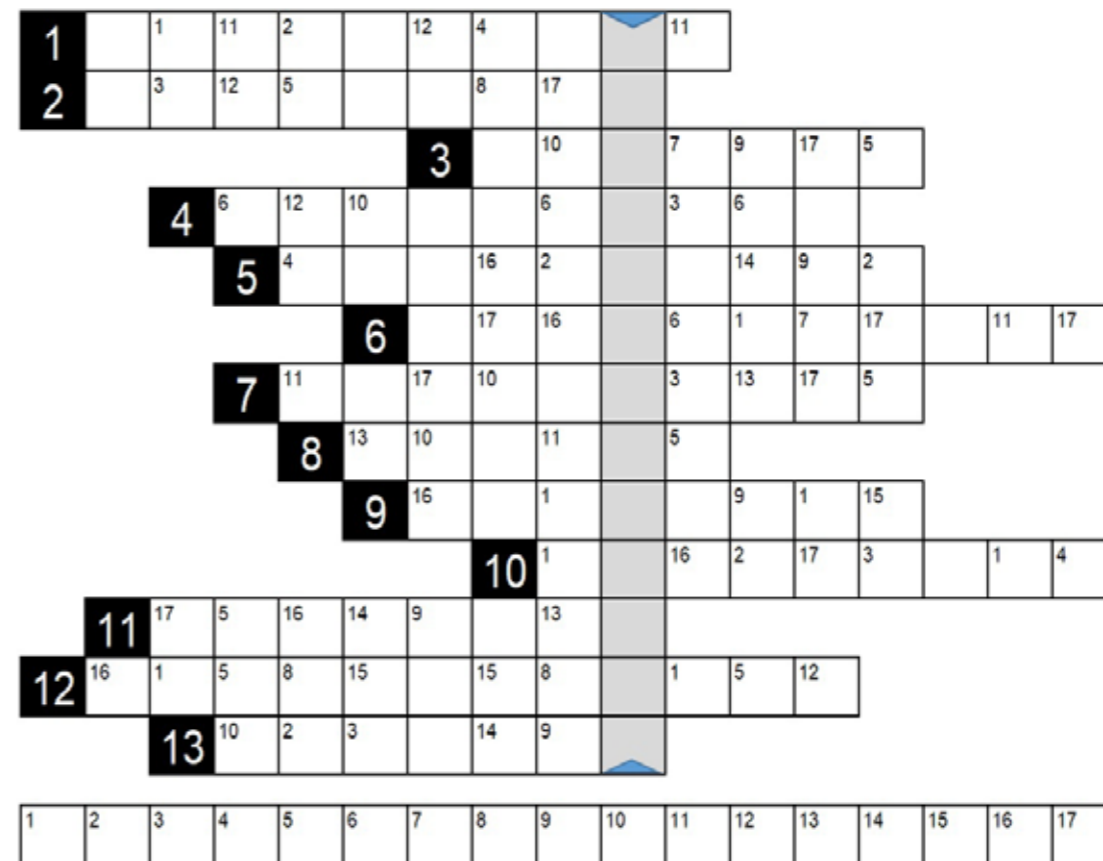 1 1 11 2 12 4 11
2 3 12 5 8 17
3 10 7 9 17 5
4 6 12 10 6 3 6
5 4 16 2 14 9 2
6 17 16 6 1 7 17 11 17
7 11 17 10 3 13 17 5
8 13 10 11 5
9 16 1 9 1 15
10 1 16 2 17 3 1 4
11 17 5 16 14 9 13
12 16 1 5 8 15 15 8 1 5 12
13 10 2 3 14 9
1 2 3 4 5 6 7 8 9 10 11 12 13 14 15 16 17